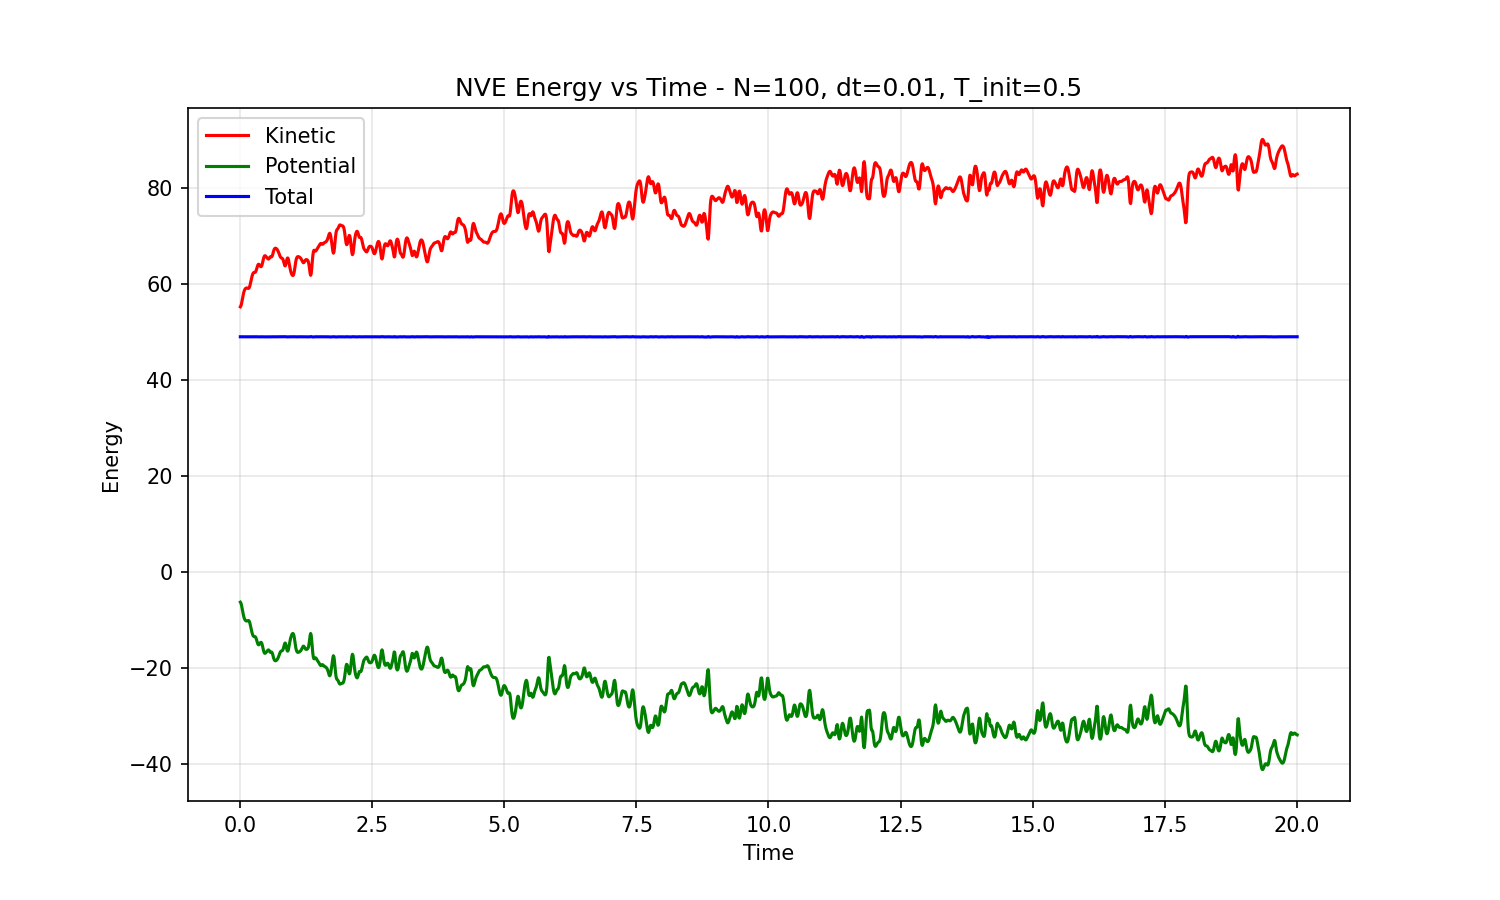 NVE Energy vs Time - N=100, dt=0.01, T_init=0.5
Kinetic
Potential
Total
Energy
80
60
40
20
0
−20
−40
0.0 2.5 5.0 7.5 10.0 12.5 15.0 17.5 20.0
Time